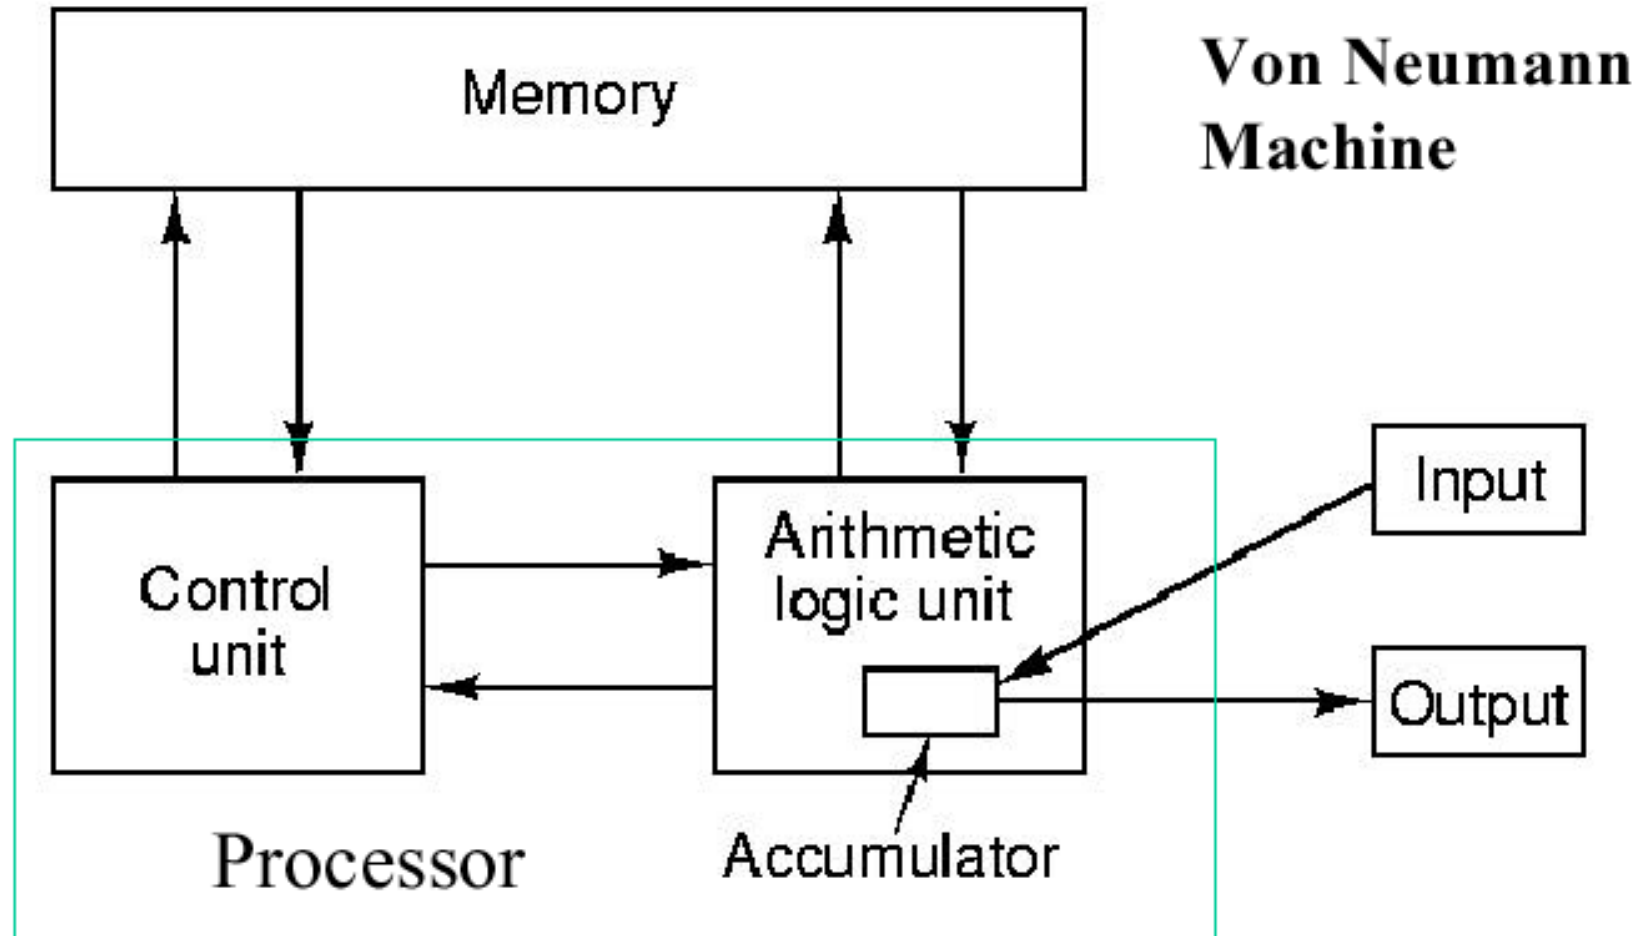 Memory
Von Neumann
Machine
Control
unit
Arithmetic
logic unit
Input
Output
Accumulator
Processor